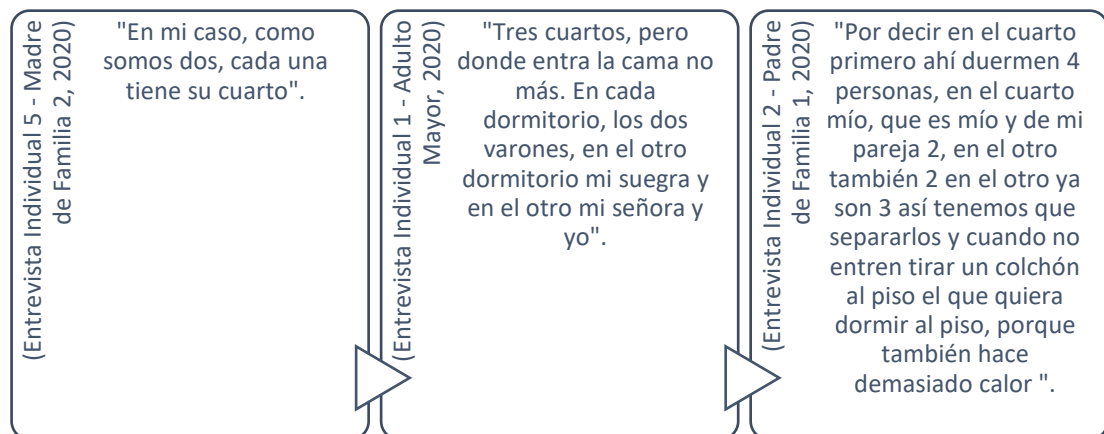 (Entrevista Individual 5 - Madre
de Familia 2, 2020)
"En mi caso, como
somos dos, cada una
tiene su cuarto".
(Entrevista Individual 1 - Adulto
Mayor, 2020)
"Tres cuartos, pero
donde entra la cama no
más. En cada
dormitorio, los dos
varones, en el otro
dormitorio mi suegra y
en el otro mi señora y
yo".
(Entrevista Individual 2 - Padre
de Familia 1, 2020)
"Por decir en el cuarto
primero ahí duermen 4
personas, en el cuarto
mío, que es mío y de mi
pareja 2, en el otro
también 2 en el otro ya
son 3 así tenemos que
separarlos y cuando no
entren tirar un colchón
al piso el que quiera
dormir al piso, porque
también hace
demasiado calor ".